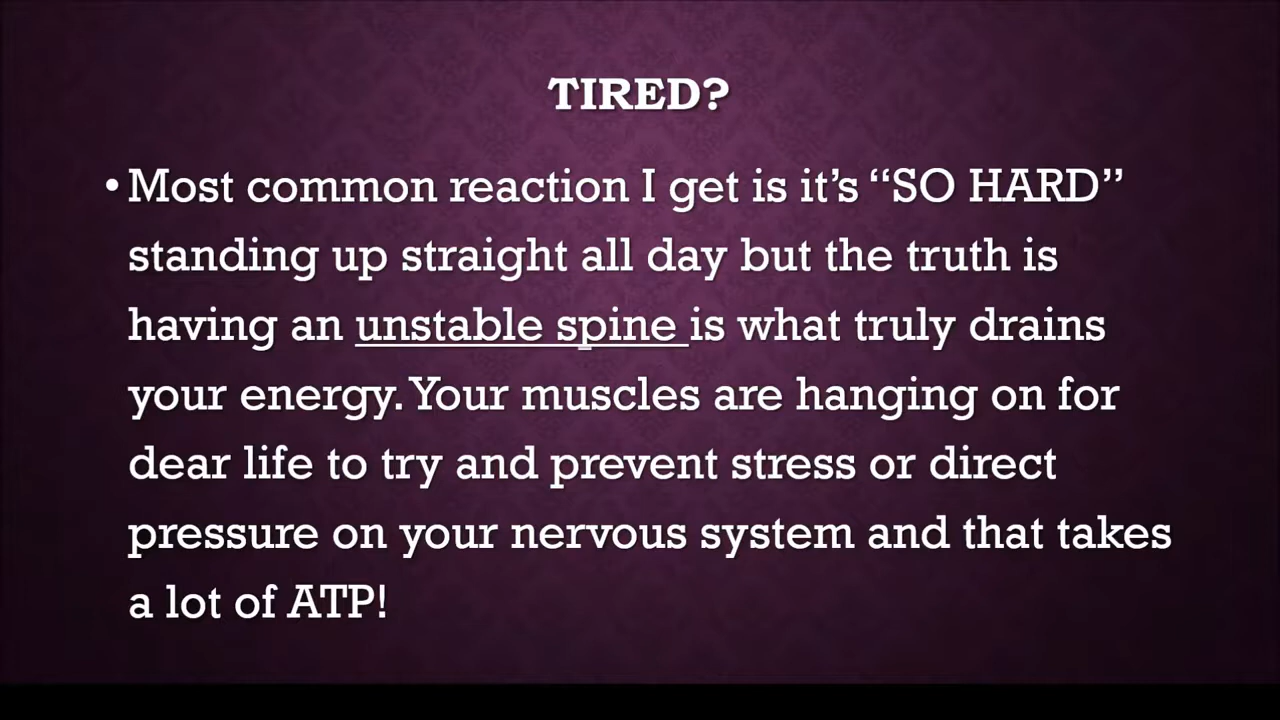 TIRED?
• Most common reaction I get is it’s “SO HARD”
standing up straight all day but the truth is
having an unstable spine is what truly drains
your energy. Your muscles are hanging on for
dear life to try and prevent stress or direct
pressure on your nervous system and that takes
a lot of ATP!